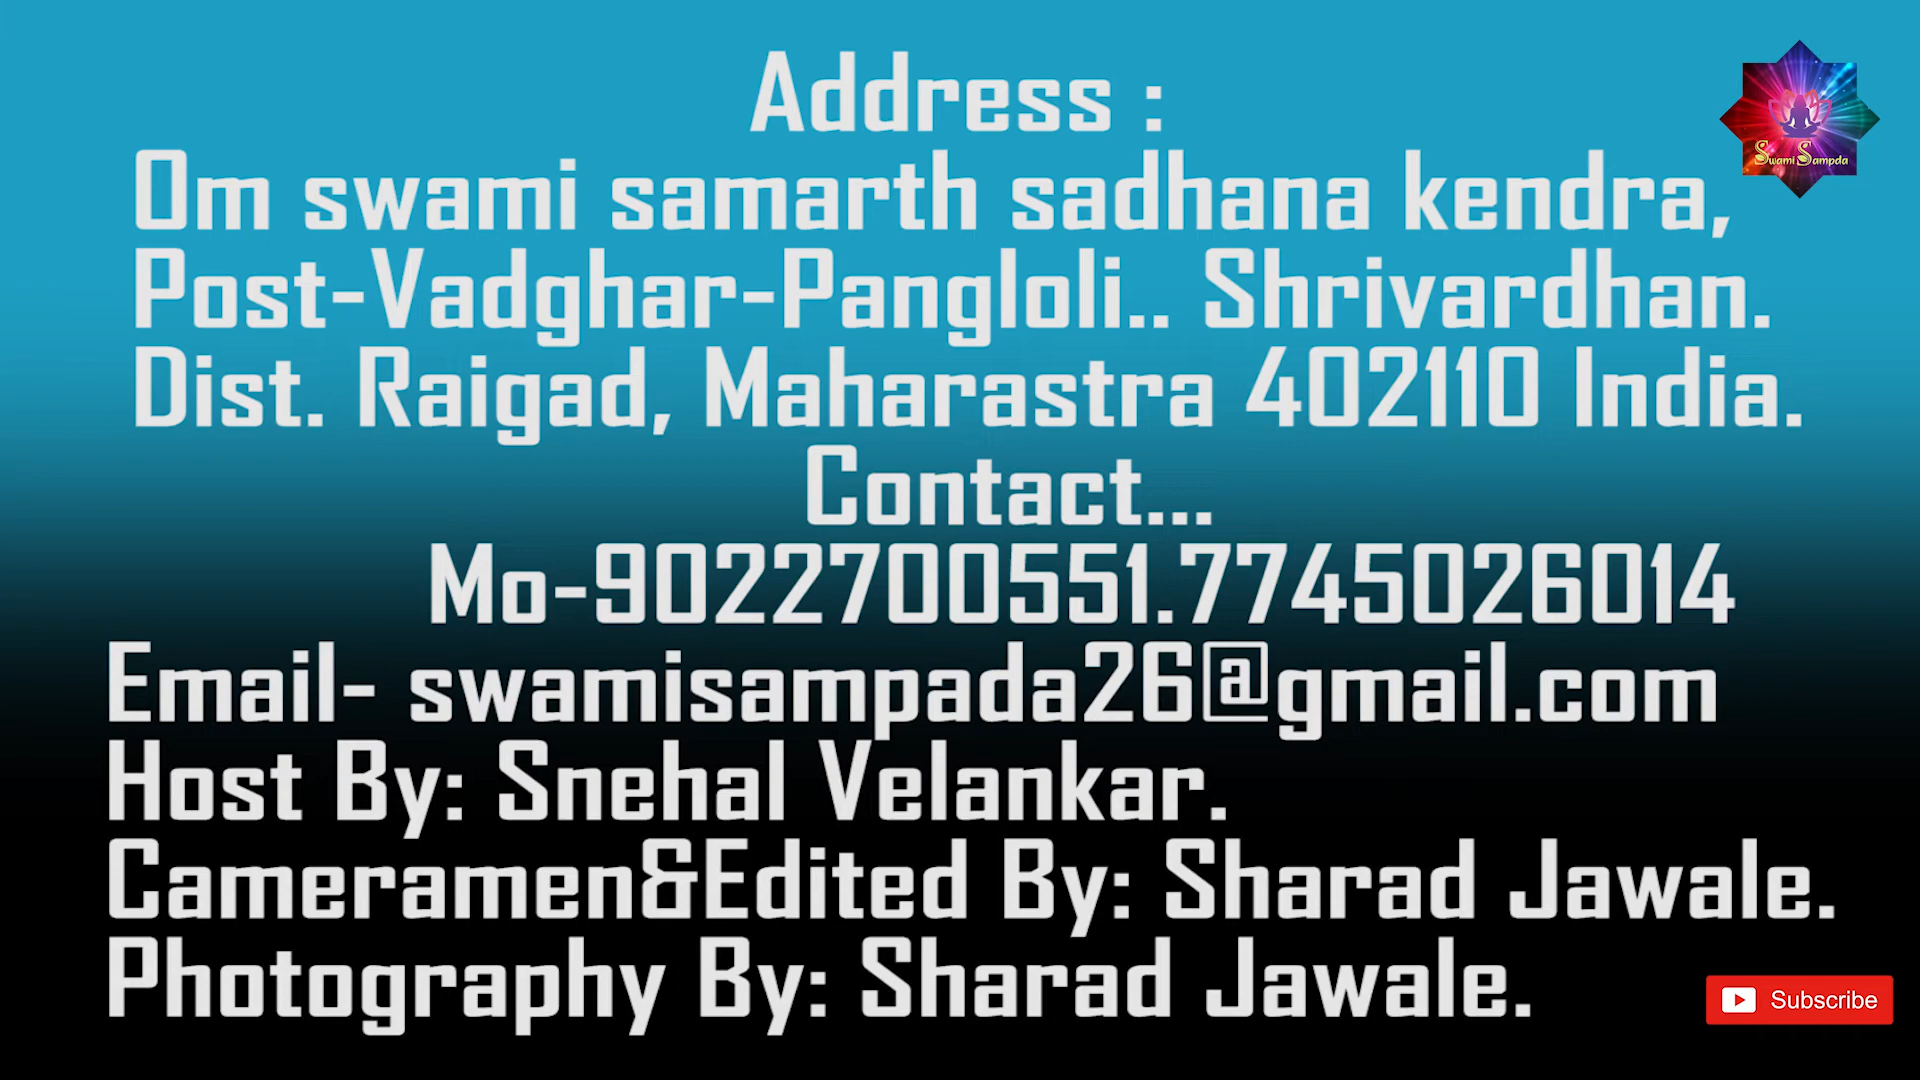 Address :
Om swami samarth sadhana kendra,
Post-Vadghar-Pangloli.. Shrivardhan.
Dist. Raigad, Maharastra 402110 India.
Contact...
Mo-9022700551.7745026014
Email- swamisampada26@gmail.com
Host By: Snehal Velankar.
Cameramen&Edited By: Sharad Jawale.
Photography By: Sharad Jawale.
Swami Sampda
Subscribe